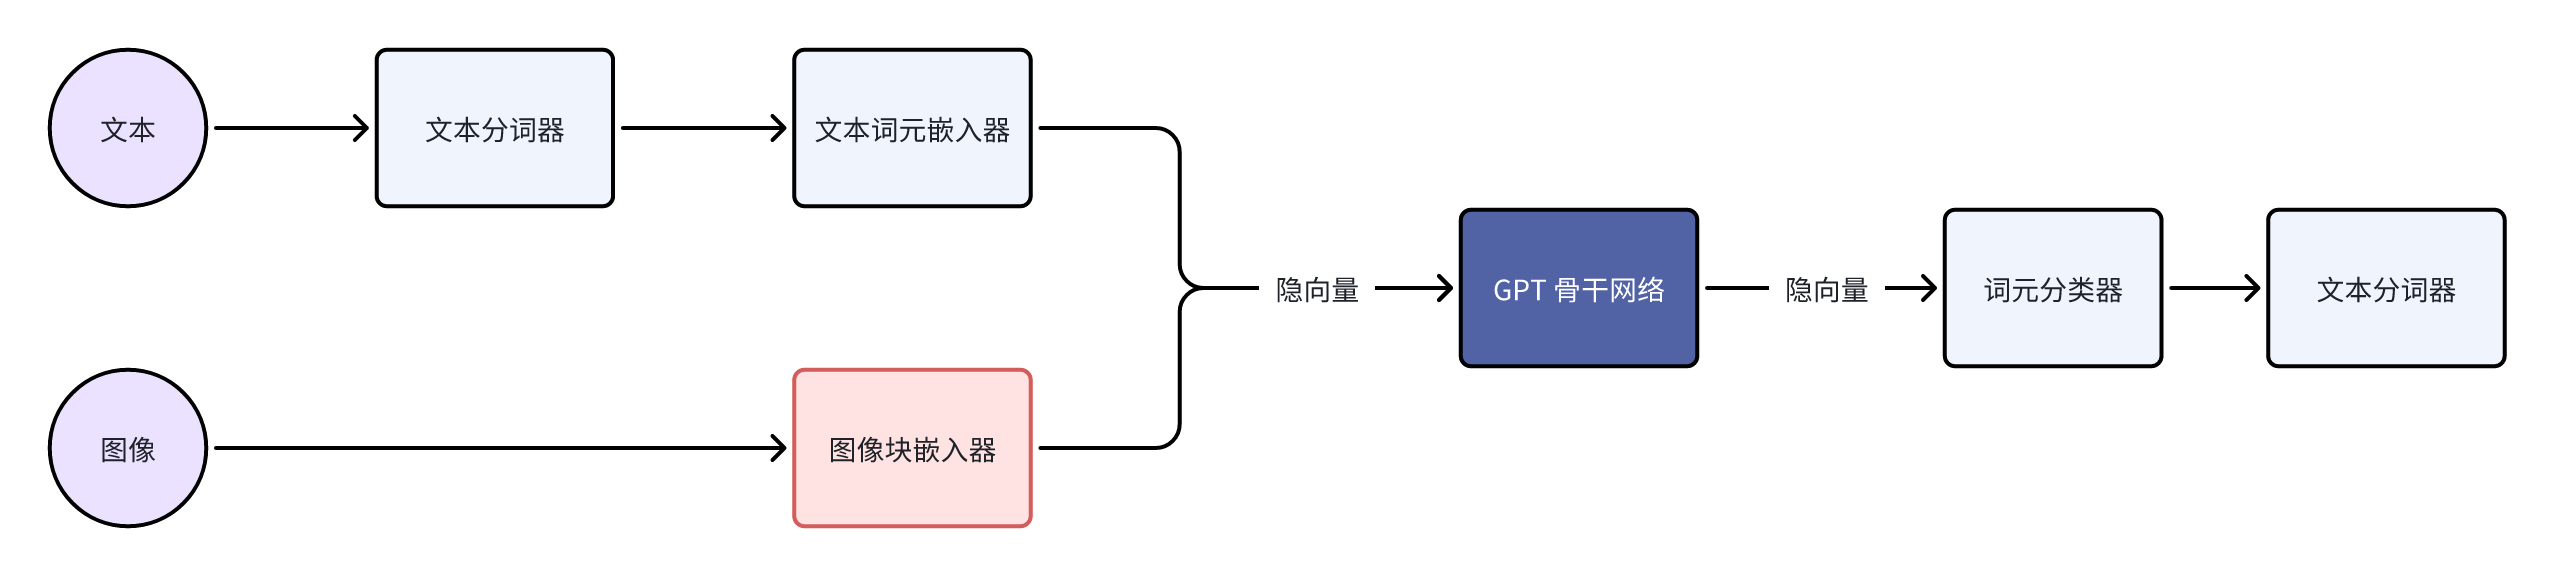 文本
文本分词器
文本词元嵌入器
图像
图像块嵌入器
隐向量
GPT 骨干网络
隐向量
词元分类器
文本分词器